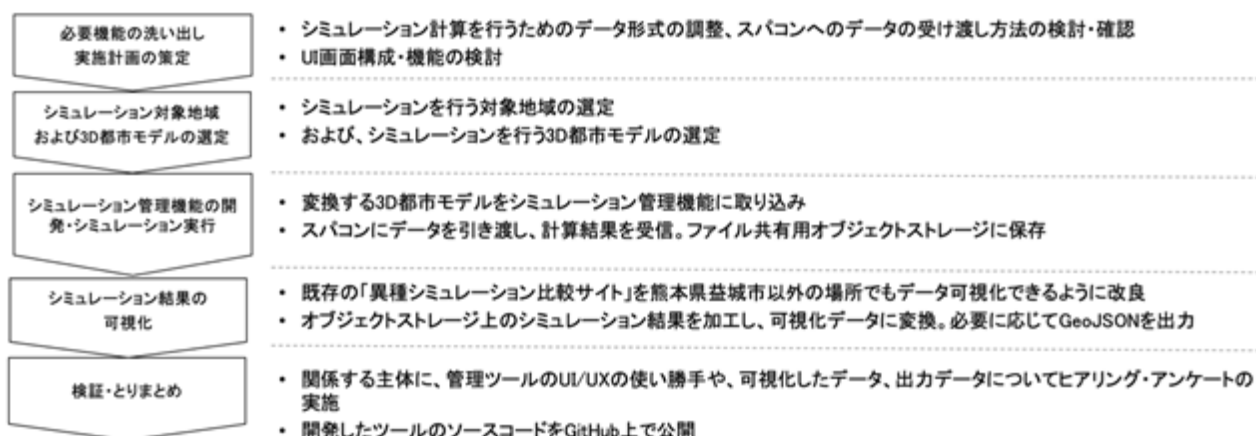 必要機能の洗い出し
実施計画の策定
• シミュレーション計算を行うためのデータ形式の調整、スパコンへのデータの受け渡し方法の検討・確認
• UI画面構成・機能の検討
シミュレーション対象地域
および3D都市モデルの選定
• シミュレーションを行う対象地域の選定
• および、シミュレーションを行う3D都市モデルの選定
シミュレーション管理機能の開
発・シミュレーション実行
• 変換する3D都市モデルをシミュレーション管理機能に取り込み
• スパコンにデータを引き渡し、計算結果を受信。ファイル共有用オブジェクトストレージに保存
シミュレーション結果の
可視化
• 既存の「異種シミュレーション比較サイト」を熊本県益城市以外の場所でもデータ可視化できるように改良
• オブジェクトストレージ上のシミュレーション結果を加工し、可視化データに変換。必要に応じてGeoJSONを出力
検証・とりまとめ
• 関係する主体に、管理ツールのUI/UXの使い勝手や、可視化したデータ、出力データについてヒアリング・アンケートの
実施
• 開発したツールのソースコードをGitHub上で公開